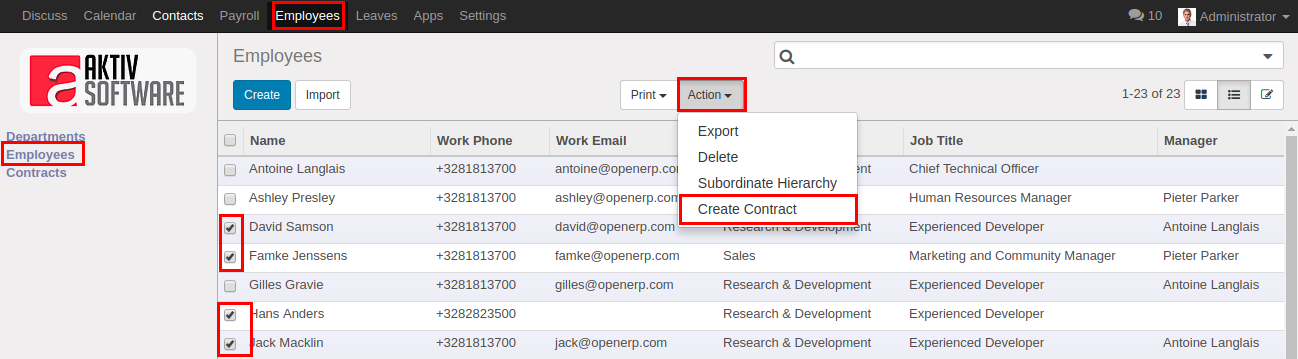 Discuss Calendar Contacts Payroll Employees Leaves Apps Settings 10 Administrator
a AKTIV SOFTWARE
Employees
Create Import Print Action 1-23 of 23
Departments
Employees
Contracts
Export
Delete
Subordinate Hierarchy
Create Contract
Name Work Phone Work Email Job Title Manager
Antoine Langlais +3281813700 antoine@openerp.co ent Chief Technical Officer
Ashley Presley +3281813700 ashley@openerp.com Human Resources Manager Pieter Parker
David Samson +3281813700 david@openerp.com Research & Development Experienced Developer Antoine Langlais
Famke Jenssens +3281813700 famke@openerp.com Sales Marketing and Community Manager Pieter Parker
Gilles Gravie +3281813700 gilles@openerp.com Research & Development Experienced Developer Antoine Langlais
Hans Anders +3282823500 Research & Development Experienced Developer
Jack Macklin +3281813700 jack@openerp.com Research & Development Experienced Developer Antoine Langlais